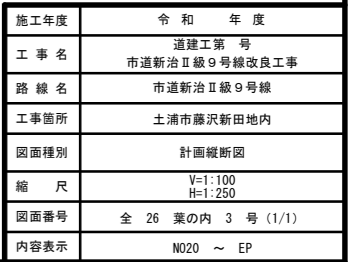 施工年度 令 和 年 度
工 事 名 道建工第 号
市道新治Ⅱ級９号線改良工事
路 線 名 市道新治Ⅱ級９号線
工事箇所 土浦市藤沢新田地内
図面種別 計画縦断図
縮 尺 V=1:100
H=1:250
図面番号 全 26 葉の内 3 号 (1/1)
内容表示 NO20 ～ EP